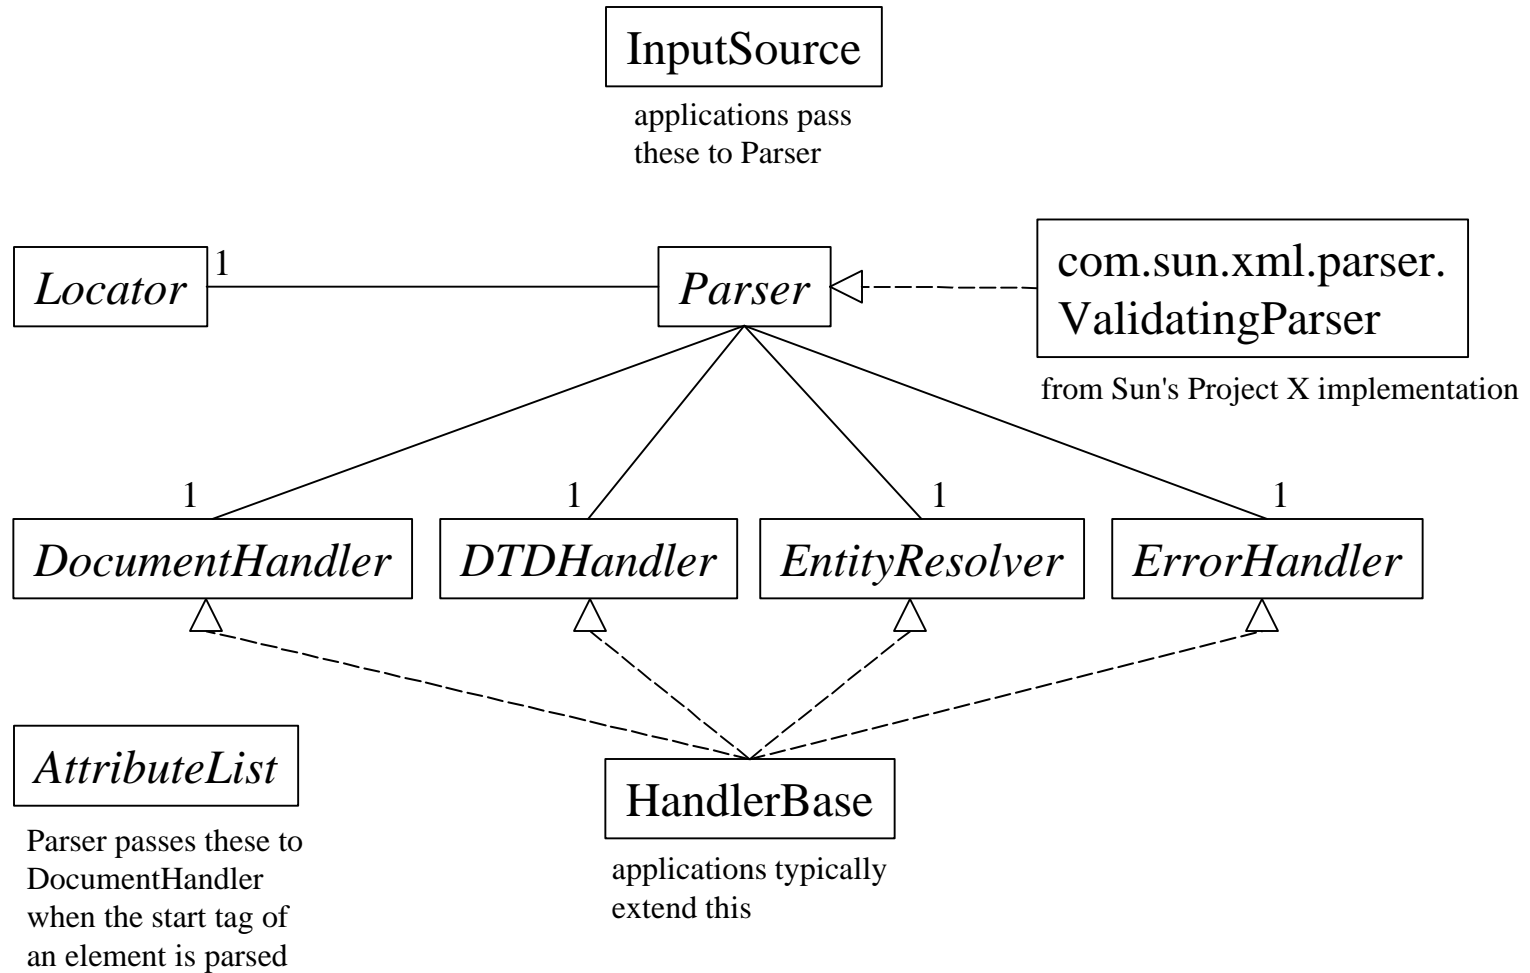 InputSource
applications pass
these to Parser
Locator
1
Parser
com.sun.xml.parser.
ValidatingParser
from Sun's Project X implementation
1
1
1
1
DocumentHandler
DTDHandler
EntityResolver
ErrorHandler
AttributeList
Parser passes these to
DocumentHandler
when the start tag of
an element is parsed
HandlerBase
applications typically
extend this